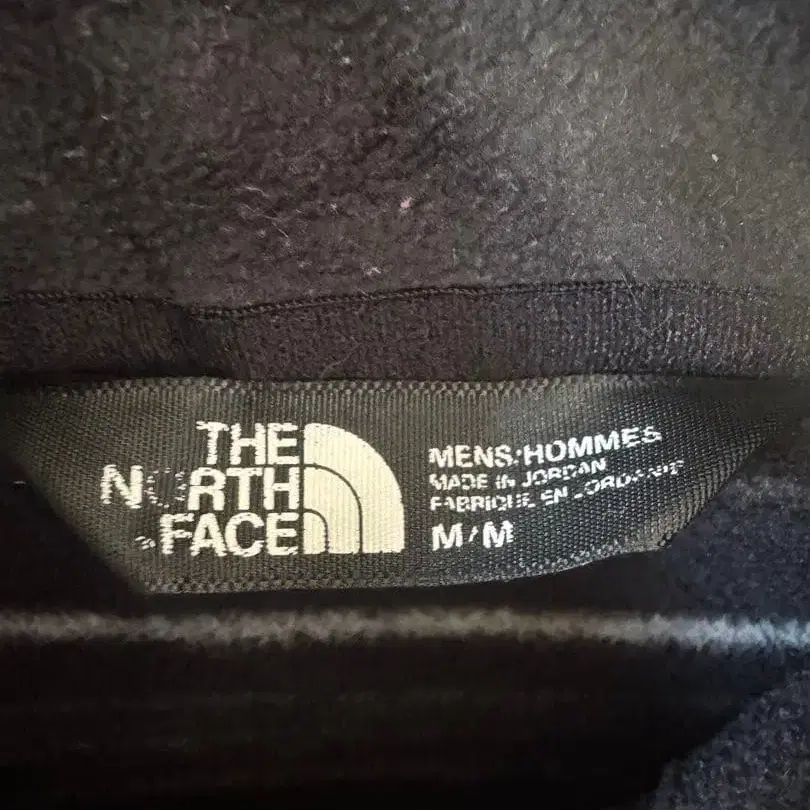 THE
NORTH
FACE
MENS/HOMMES
MADE IN JORDAN
FABRIQUE EN JORDANIE
M/M